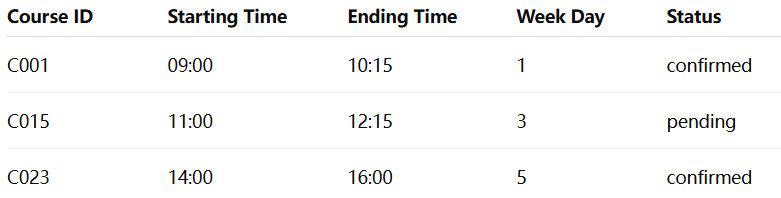 Course ID Starting Time Ending Time Week Day Status
C001 09:00 10:15 1 confirmed
C015 11:00 12:15 3 pending
C023 14:00 16:00 5 confirmed